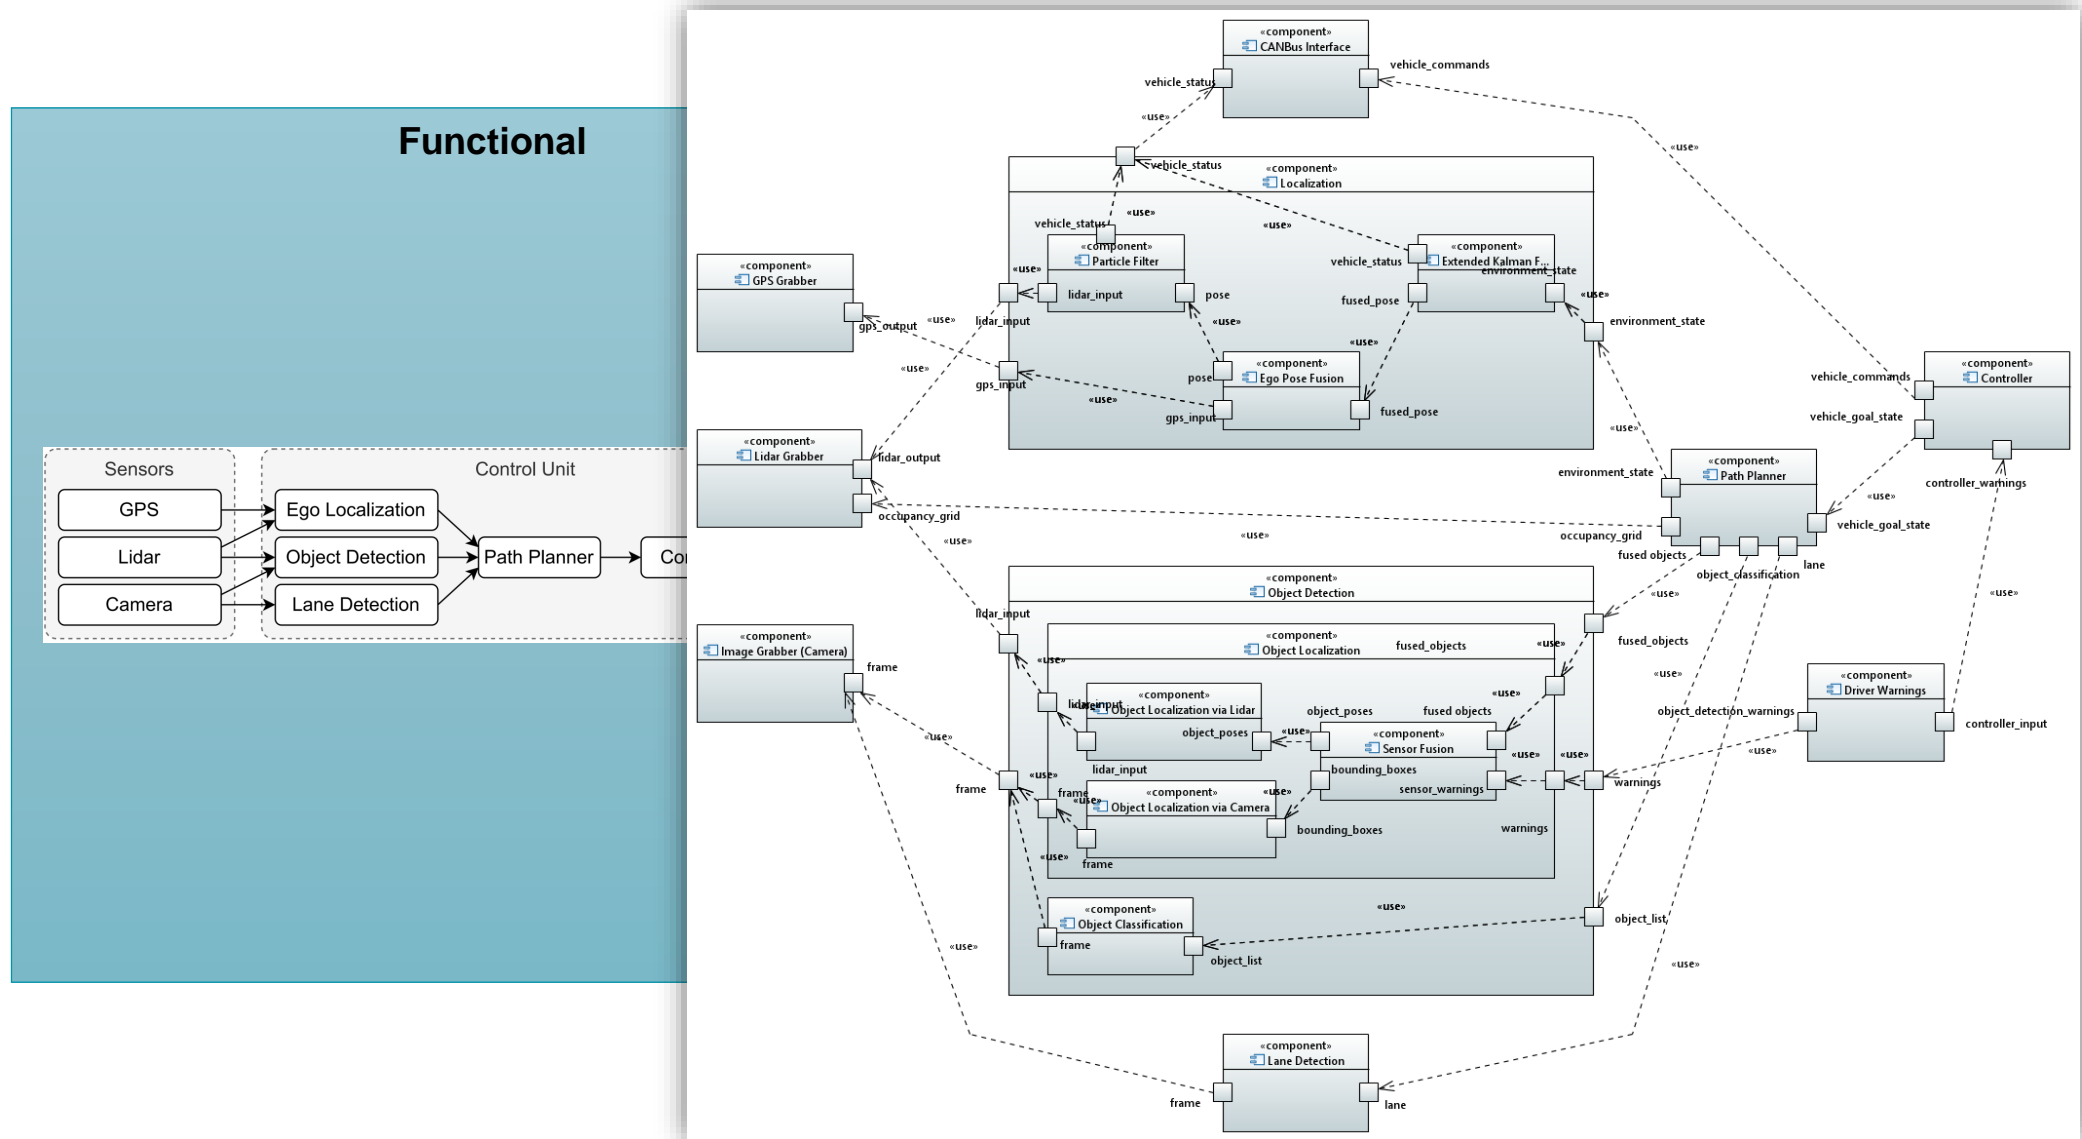 Functional
Sensors
Control Unit
GPS
Ego Localization
Lidar
Object Detection
Path Planner
Camera
Lane Detection
«component»
CANBus Interface
vehicle_status
vehicle_commands
«use»
«use»
vehicle_status
«component»
Localization
vehicle_status
«use»
«use»
«component»
Particle Filter
«use»
lidar_input
pose
lidar_input
«use»
vehicle_status
«component»
Extended Kalman F...
environment_state
fused_pose
«use»
environment_state
«component»
GPS Grabber
gps_output
«use»
«use»
«use»
gps_input
pose
«component»
Ego Pose Fusion
gps_input
fused_pose
«use»
«component»
Controller
vehicle_commands
vehicle_goal_state
controller_warnings
«use»
«component»
Lidar Grabber
lidar_output
occupancy_grid
«use»
«use»
environment_state
«component»
Path Planner
«use»
vehicle_goal_state
occupancy_grid
fused objects
object_classification
lane
«use»
«use»
«component»
Object Detection
lidar_input
«use»
«component»
Object Localization
fused_objects
«use»
fused_objects
«component»
Image Grabber (Camera)
frame
«use»
lidar_input
«use»
«component»
Object Localization via Lidar
object_poses
lidar_input
object_poses
fused objects
«use»
«use»
«component»
Sensor Fusion
bounding_boxes
sensor_warnings
«use»
«use»
warnings
«use»
«component»
Driver Warnings
object_detection_warnings
controller_input
«use»
frame
«use»
frame
«use»
«component»
Object Localization via Camera
«use»
bounding_boxes
warnings
«use»
frame
«component»
Object Classification
frame
object_list
«use»
object_list
«use»
«use»
«component»
Lane Detection
frame
lane